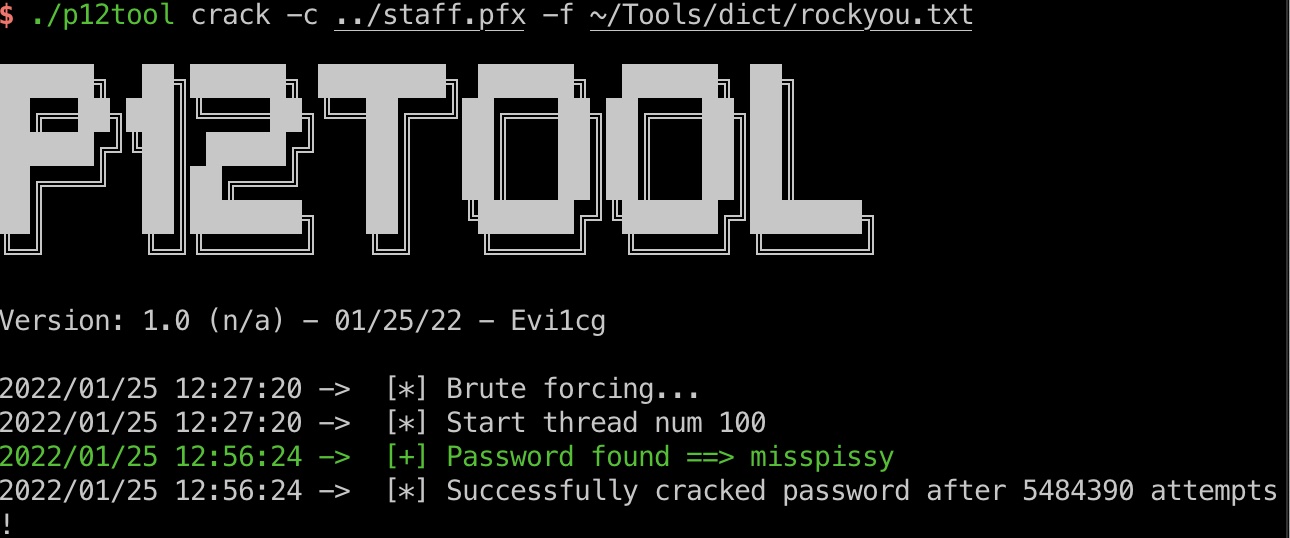 $ ./p12tool crack -c ../staff.pfx -f ~/Tools/dict/rockyou.txt
P12TOOL
Version: 1.0 (n/a) - 01/25/22 - Evi1cg
2022/01/25 12:27:20 -> [*] Brute forcing...
2022/01/25 12:27:20 -> [*] Start thread num 100
2022/01/25 12:56:24 -> [+] Password found ==> misspissy
2022/01/25 12:56:24 -> [*] Successfully cracked password after 5484390 attempts
!